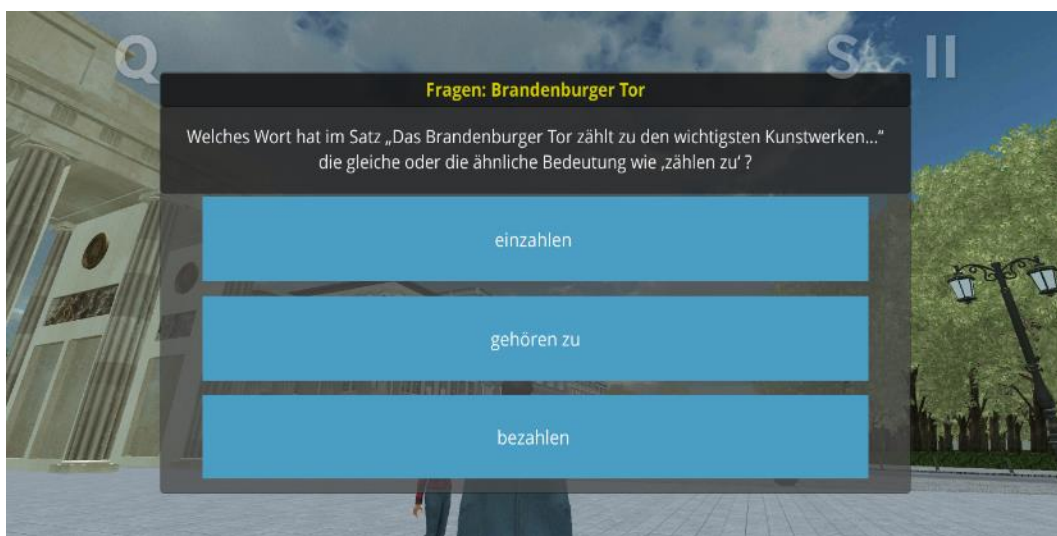 Q
S
II
Fragen: Brandenburger Tor
Welches Wort hat im Satz „Das Brandenburger Tor zählt zu den wichtigsten Kunstwerken...“
die gleiche oder die ähnliche Bedeutung wie ‚zählen zu‘ ?
einzahlen
gehören zu
bezahlen